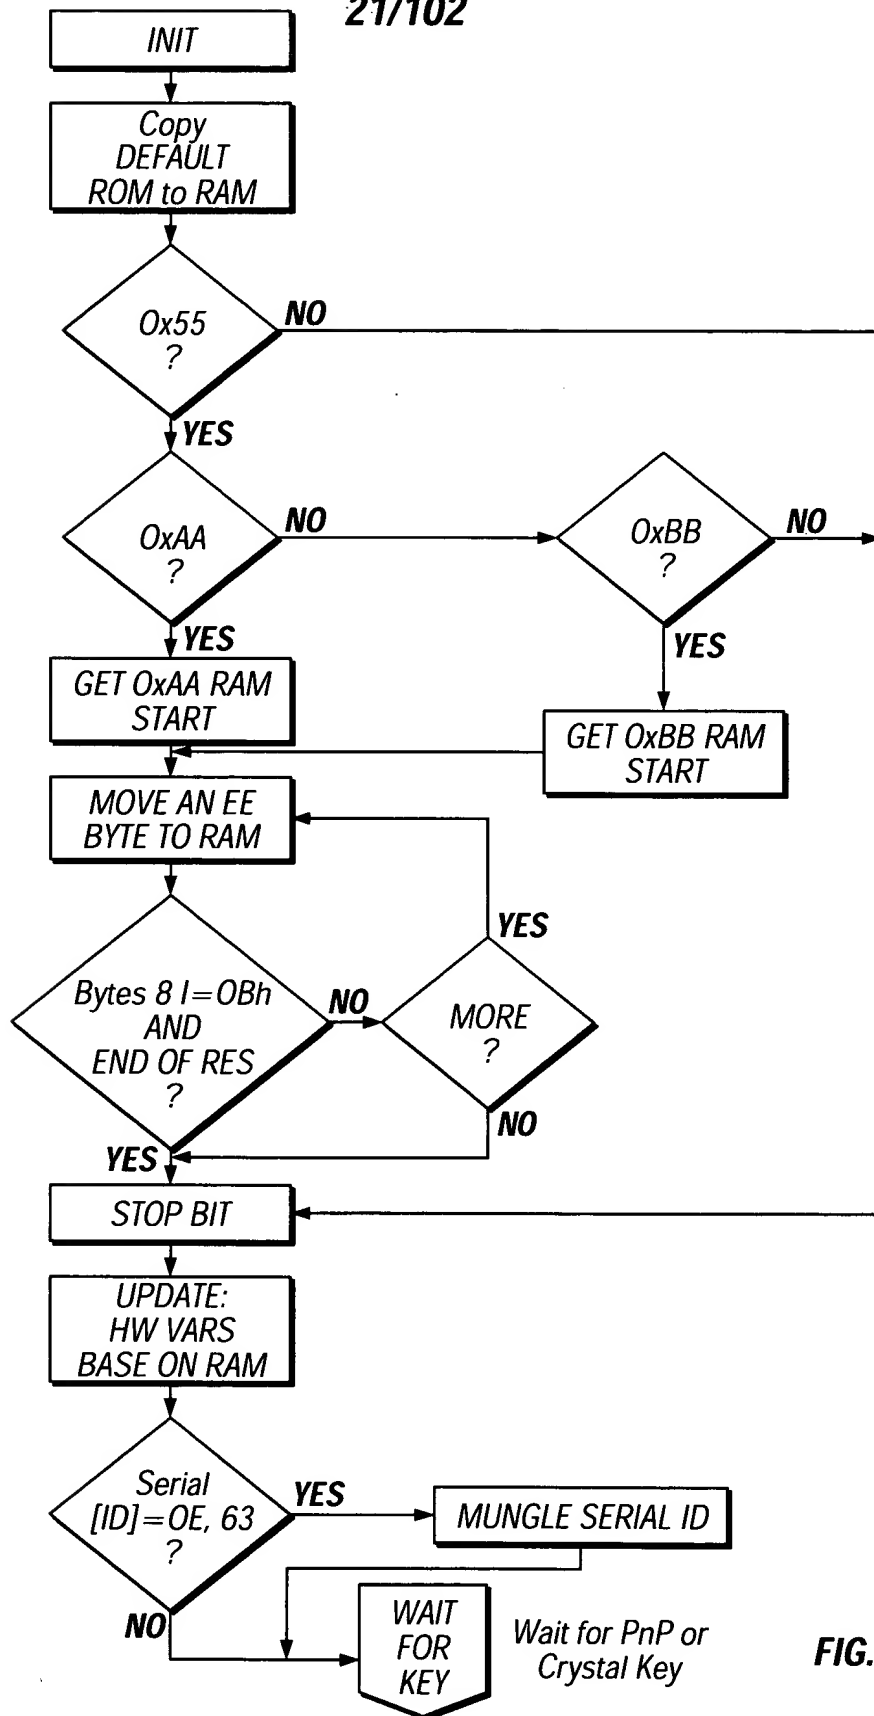 21/102
INIT
Copy
DEFAULT
ROM to RAM
Ox55
?
NO
YES
OxAA
?
NO
OxBB
?
NO
YES
YES
GET OxAA RAM
START
GET OxBB RAM
START
MOVE AN EE
BYTE TO RAM
YES
Bytes 8 I=OBh
AND
END OF RES
?
NO
MORE
?
NO
YES
STOP BIT
UPDATE:
HW VARS
BASE ON RAM
Serial
[ID]=OE, 63
?
YES
MUNGLE SERIAL ID
NO
WAIT
FOR
KEY
Wait for PnP or
Crystal Key
FIG.